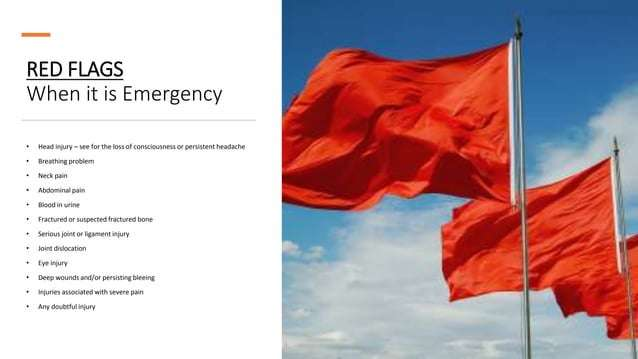 RED FLAGS
When it is Emergency
• Head injury – see for the loss of consciousness or persistent headache
• Breathing problem
• Neck pain
• Abdominal pain
• Blood in urine
• Fractured or suspected fractured bone
• Serious joint or ligament injury
• Joint dislocation
• Eye injury
• Deep wounds and/or persisting bleeing
• Injuries associated with severe pain
• Any doubtful injury